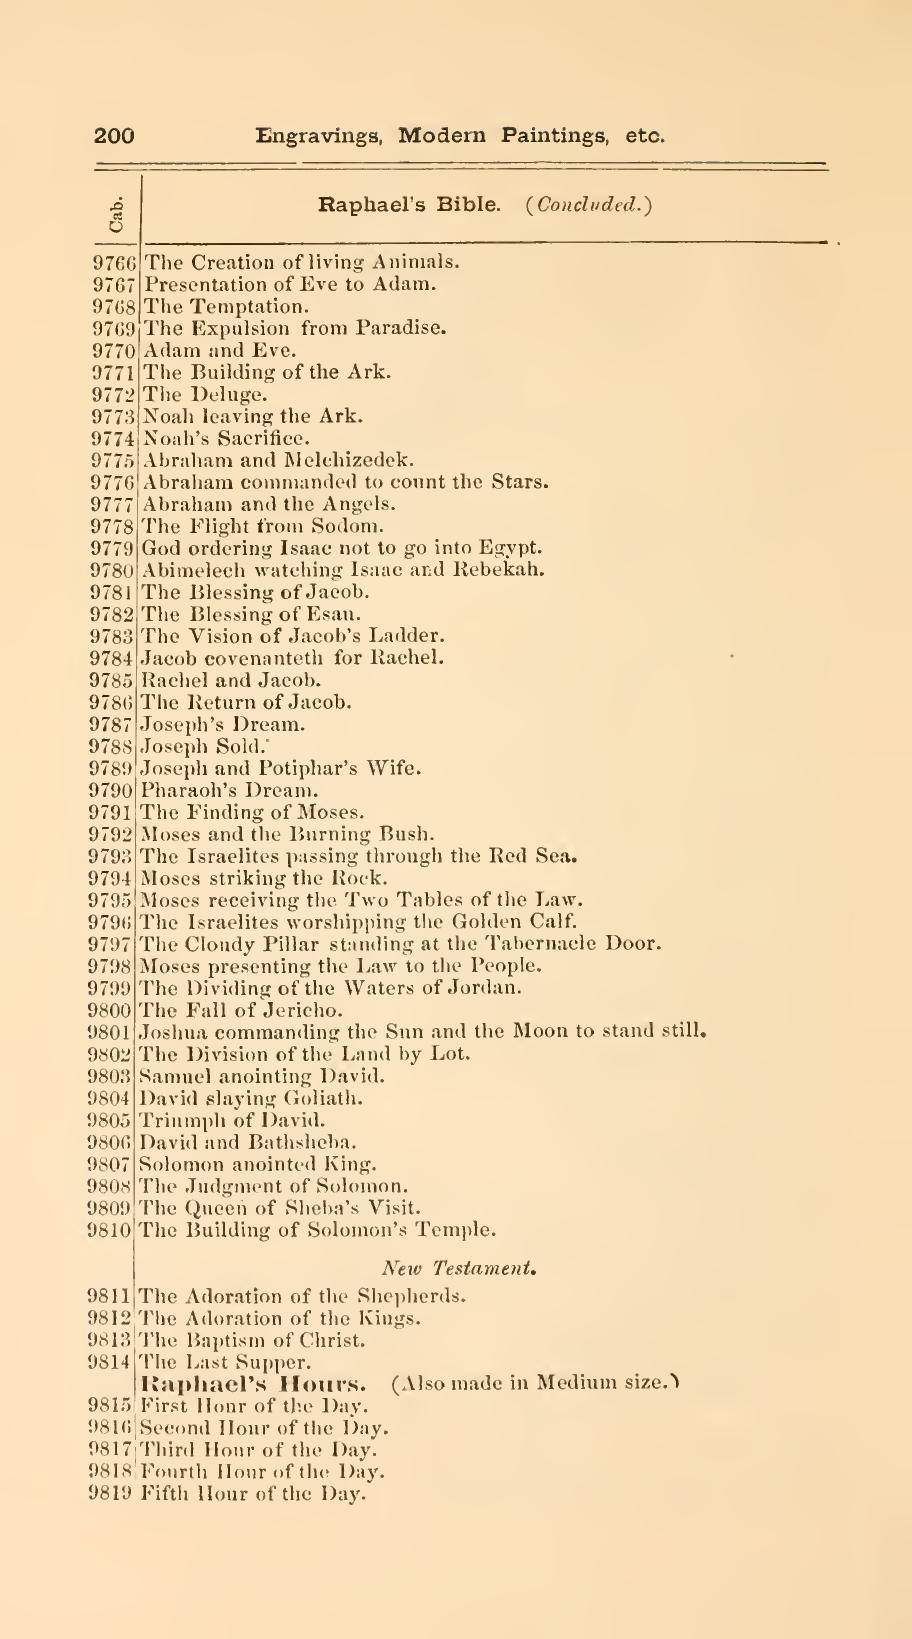 200 Engravings, Modern Paintings, etc.
Cab. Raphael's Bible. (Concluded.)
9766 The Creation of living Animals.
9767 Presentation of Eve to Adam.
9768 The Temptation.
9769 The Expulsion from Paradise.
9770 Adam and Eve.
9771 The Building of the Ark.
9772 The Deluge.
9773 Noah leaving the Ark.
9774 Noah's Sacrifice.
9775 Abraham and Melchizedek.
9776 Abraham commanded to count the Stars.
9777 Abraham and the Angels.
9778 The Flight from Sodom.
9779 God ordering Isaac not to go into Egypt.
9780 Abimelech watching Isaac and Rebekah.
9781 The Blessing of Jacob.
9782 The Blessing of Esau.
9783 The Vision of Jacob's Ladder.
9784 Jacob covenanteth for Rachel.
9785 Rachel and Jacob.
9786 The Return of Jacob.
9787 Joseph's Dream.
9788 Joseph Sold.
9789 Joseph and Potiphar's Wife.
9790 Pharaoh's Dream.
9791 The Finding of Moses.
9792 Moses and the Burning Bush.
9793 The Israelites passing through the Red Sea.
9794 Moses striking the Rock.
9795 Moses receiving the Two Tables of the Law.
9796 The Israelites worshipping the Golden Calf.
9797 The Cloudy Pillar standing at the Tabernacle Door.
9798 Moses presenting the Law to the People.
9799 The Dividing of the Waters of Jordan.
9800 The Fall of Jericho.
9801 Joshua commanding the Sun and the Moon to stand still.
9802 The Division of the Land by Lot.
9803 Samuel anointing David.
9804 David slaying Goliath.
9805 Triumph of David.
9806 David and Bathsheba.
9807 Solomon anointed King.
9808 The Judgment of Solomon.
9809 The Queen of Sheba's Visit.
9810 The Building of Solomon's Temple.
New Testament.
9811 The Adoration of the Shepherds.
9812 The Adoration of the Kings.
9813 The Baptism of Christ.
9814 The Last Supper.
Raphael's Hours. (Also made in Medium size.)
9815 First Hour of the Day.
9816 Second Hour of the Day.
9817 Third Hour of the Day.
9818 Fourth Hour of the Day.
9819 Fifth Hour of the Day.